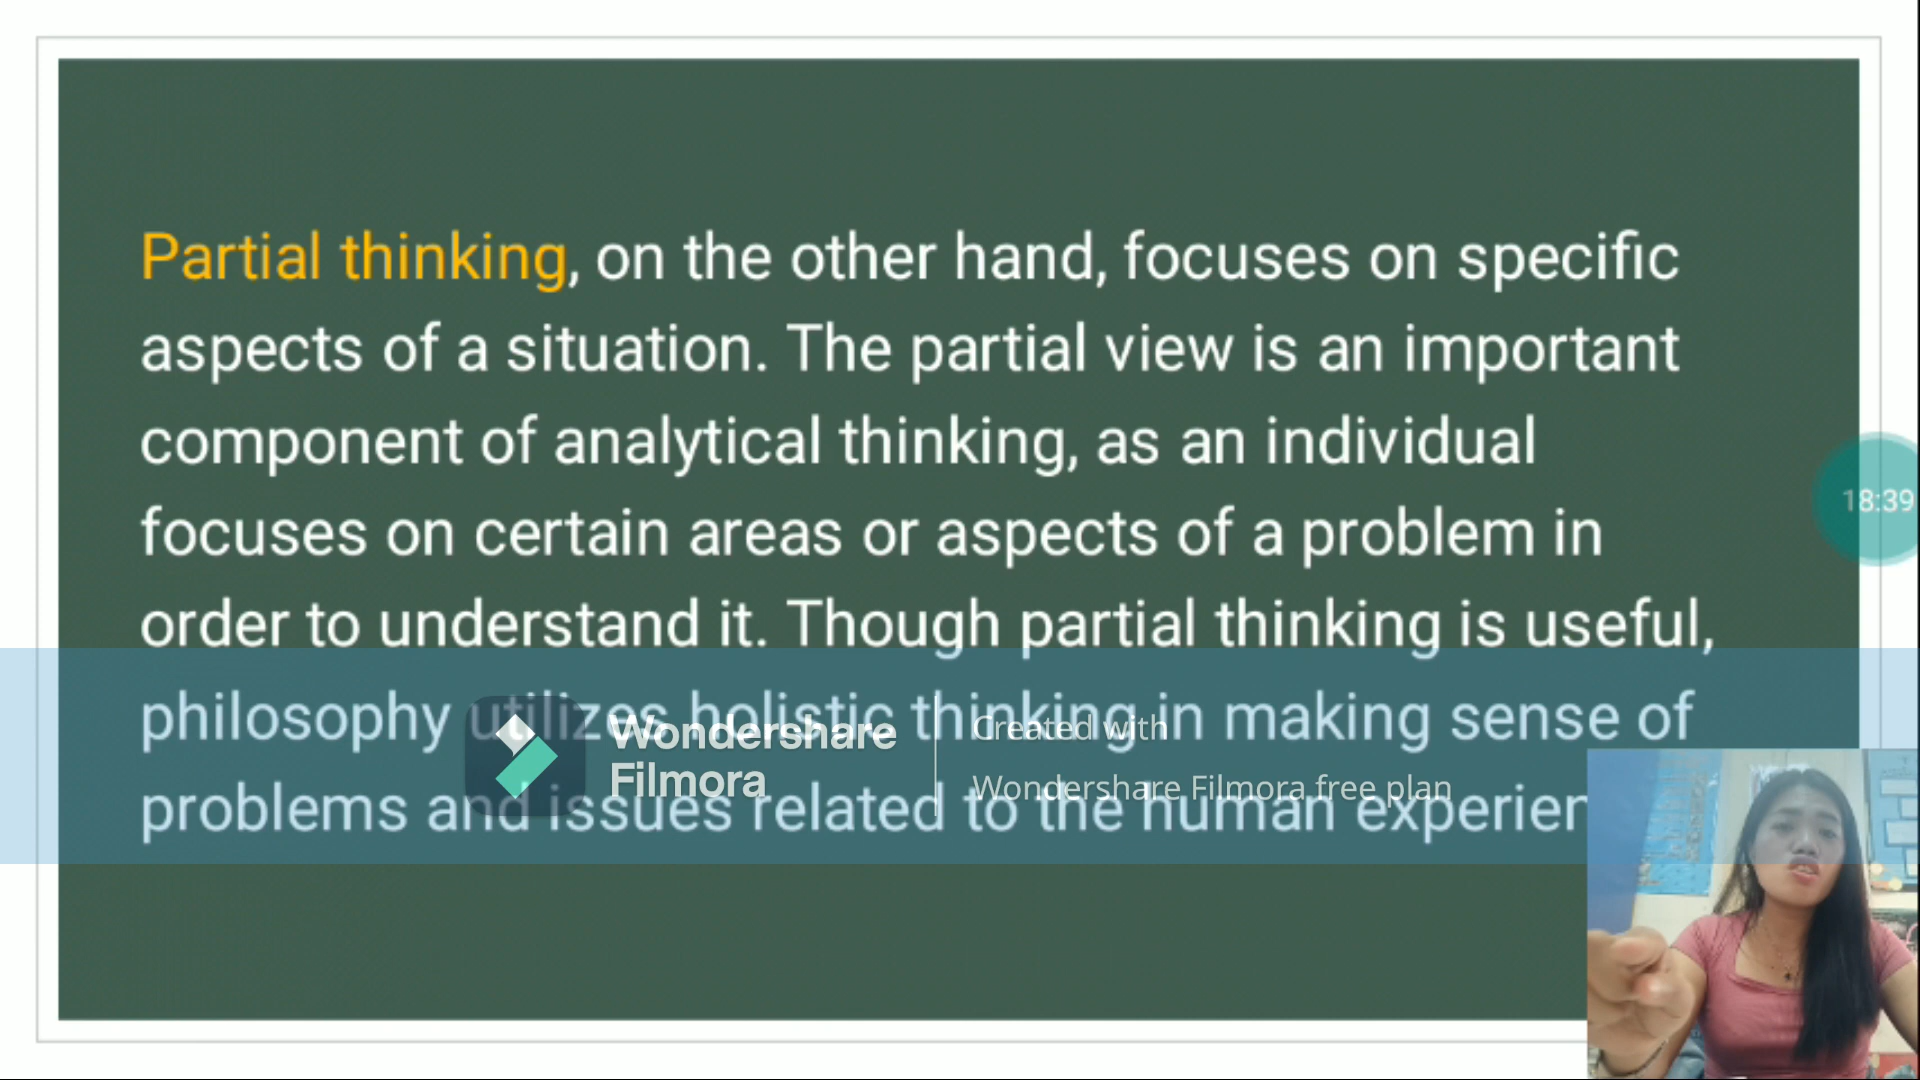 Partial thinking, on the other hand, focuses on specific
aspects of a situation. The partial view is an important
component of analytical thinking, as an individual
focuses on certain areas or aspects of a problem in
order to understand it. Though partial thinking is useful,
philosophy utilizes holistic thinking in making sense of
problems and issues related to the human experien
Wondershare
Filmora
Created with
Wondershare Filmora free plan
18:39